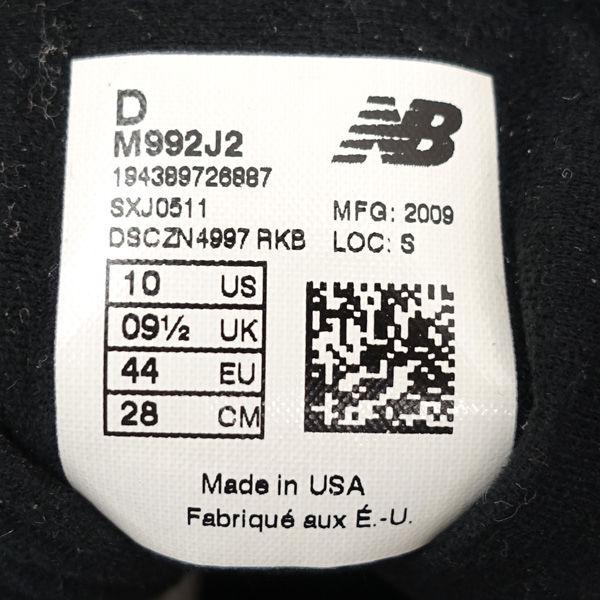 D
NB
M992J2
194389726887
SXJ0511
MFG: 2009
DSCZN4997 RKB
LOC: S
10 US
09½ UK
44 EU
28 CM
Made in USA
Fabriqué aux É.-U.